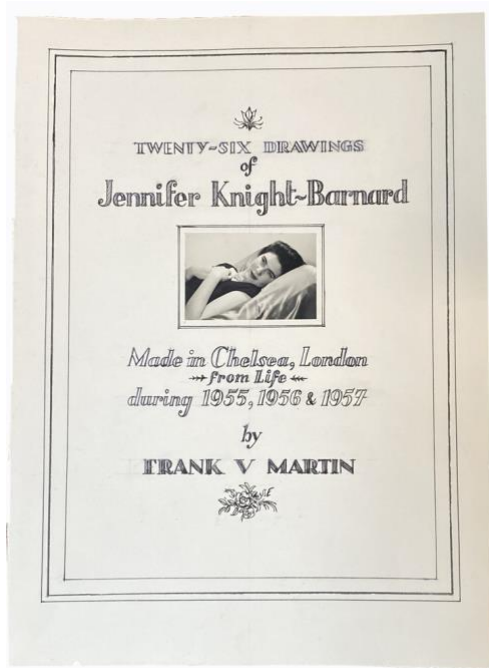 TWENTY-SIX DRAWINGS
of
Jennifer Knight-Barnard
Made in Chelsea, London
from Life
during 1955, 1956 & 1957
by
FRANK V MARTIN